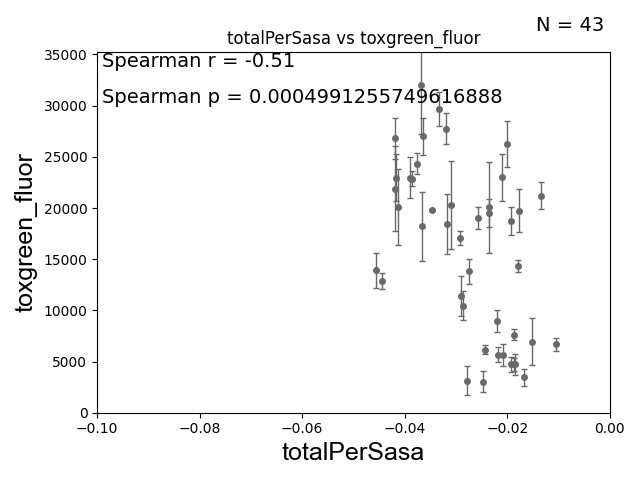 N = 43
totalPerSasa vs toxgreen_fluor
Spearman r = -0.51
Spearman p = 0.0004991255749616888
toxgreen_fluor
35000
30000
25000
20000
15000
10000
5000
0
−0.10
−0.08
−0.06
−0.04
−0.02
0.00
totalPerSasa